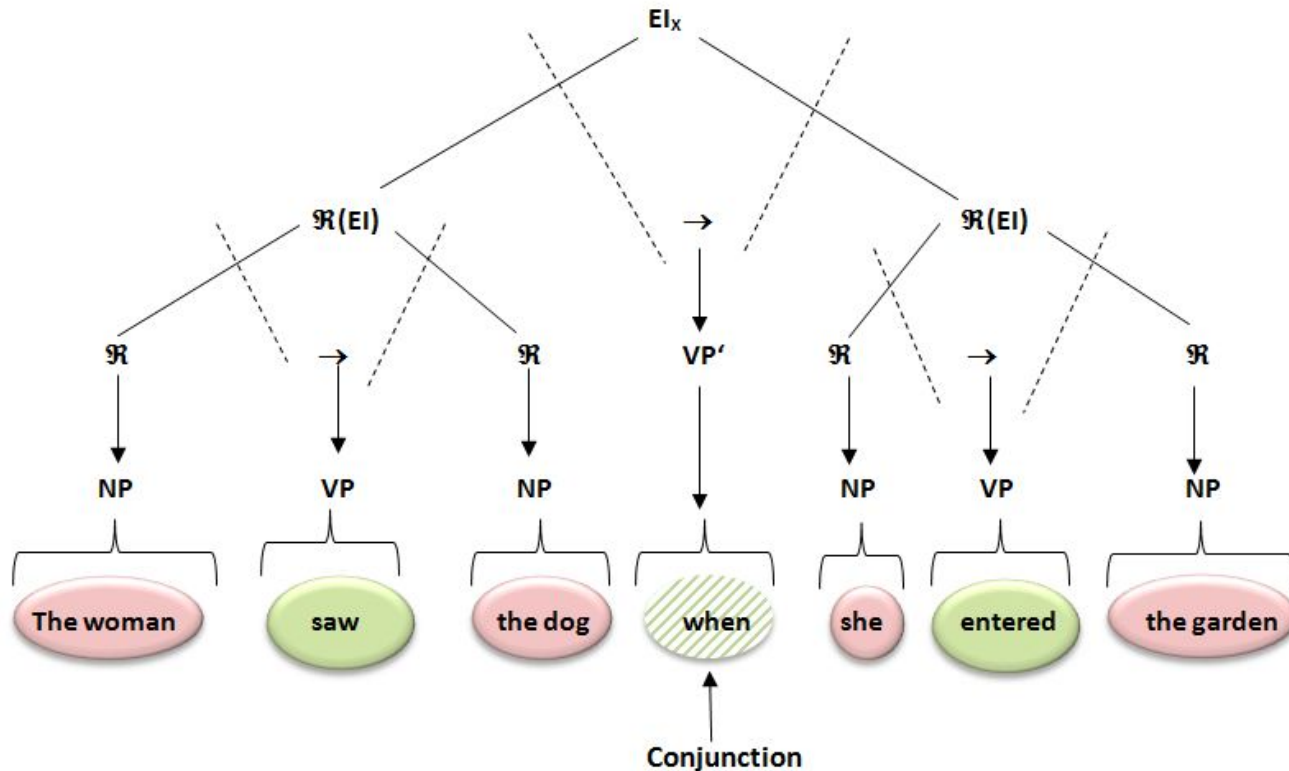 EIₓ
ℜ(EI) → ℜ(EI)
ℜ → ℜ VP‘ ℜ → ℜ
NP VP NP NP VP NP
The woman saw the dog when she entered the garden
Conjunction